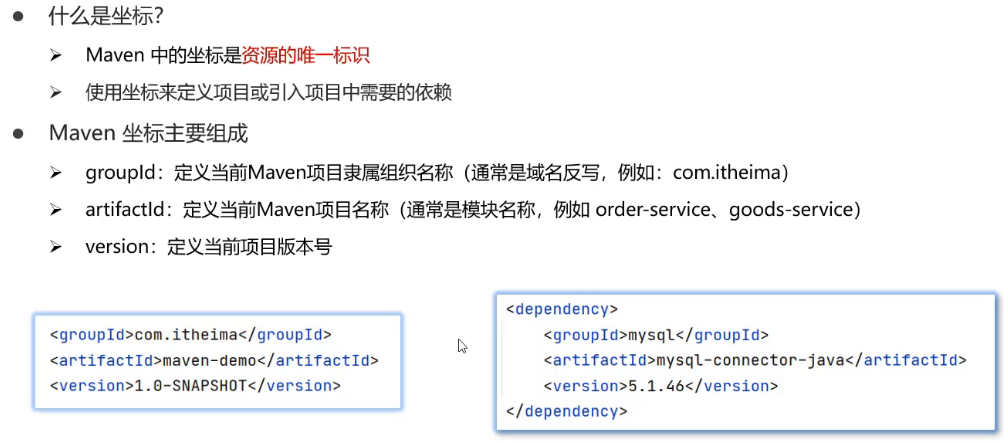 什么是坐标？
Maven 中的坐标是资源的唯一标识
使用坐标来定义项目或引入项目中需要的依赖
Maven 坐标主要组成
groupId：定义当前Maven项目隶属组织名称（通常是域名反写，例如：com.itheima）
artifactId：定义当前Maven项目名称（通常是模块名称，例如 order-service、goods-service）
version：定义当前项目版本号
<groupId>com.itheima</groupId>
<artifactId>maven-demo</artifactId>
<version>1.0-SNAPSHOT</version>
<dependency>
<groupId>mysql</groupId>
<artifactId>mysql-connector-java</artifactId>
<version>5.1.46</version>
</dependency>